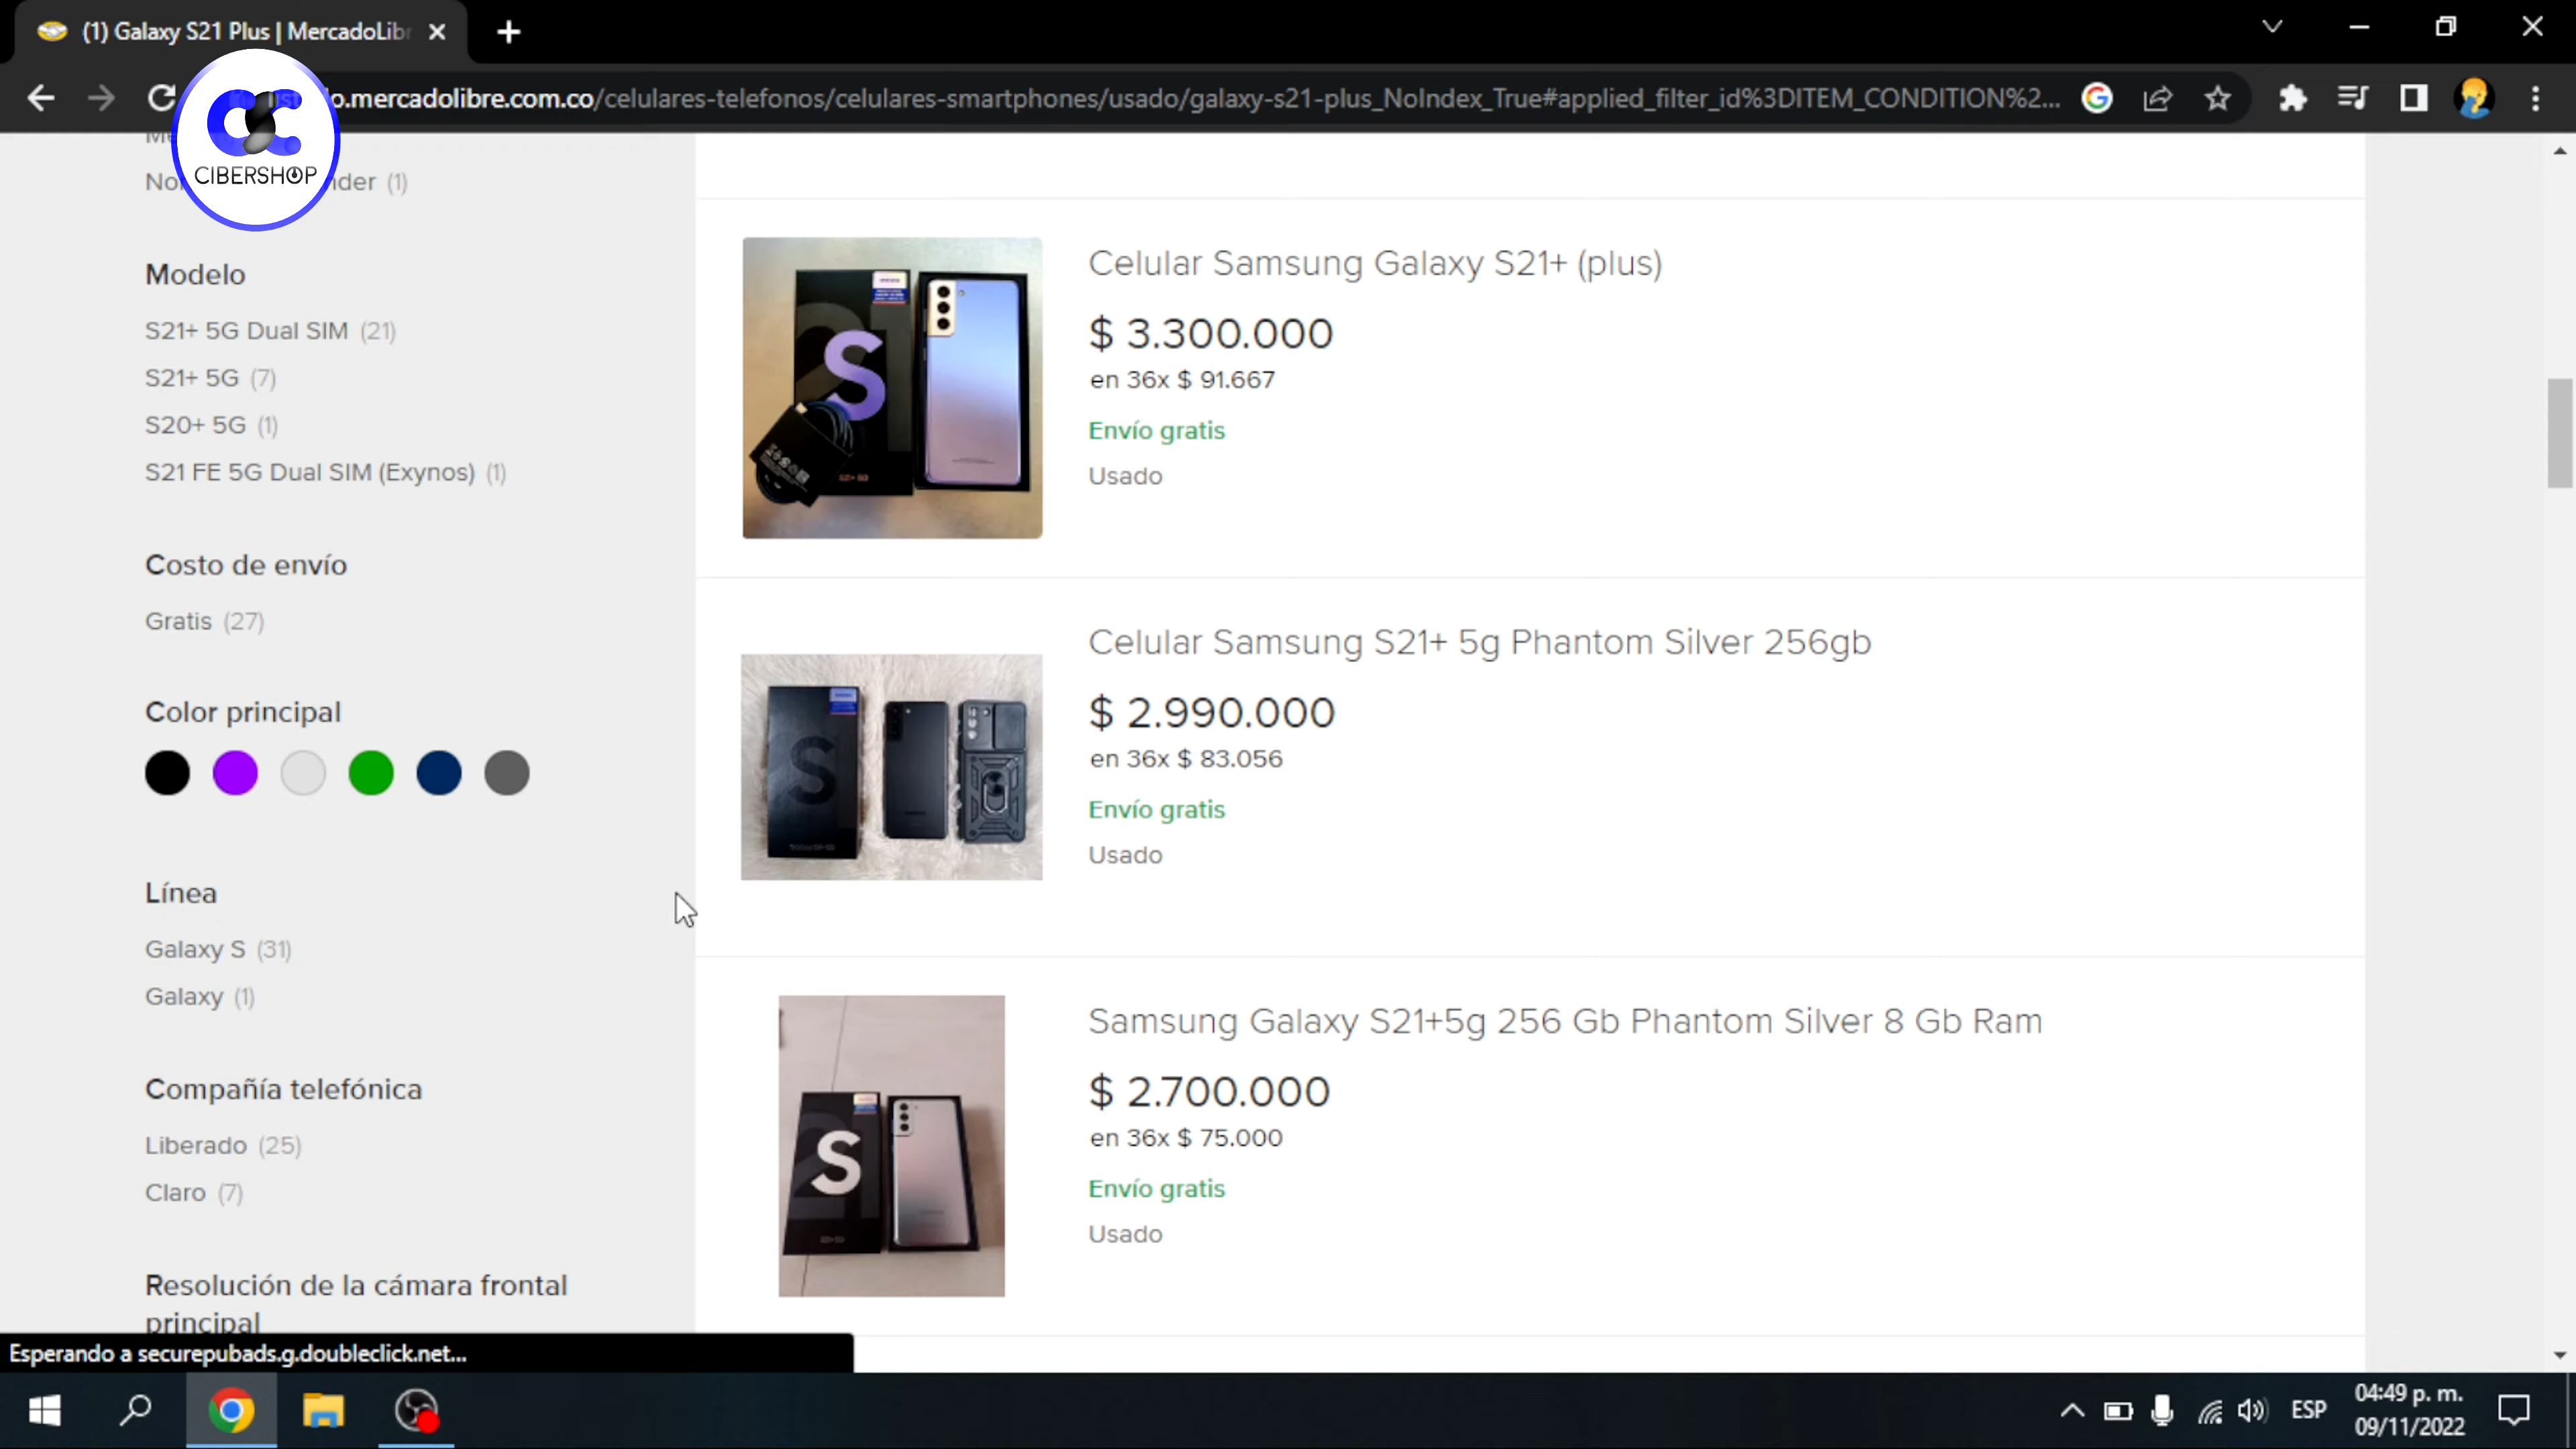 (1) Galaxy S21 Plus | MercadoLibr
o.mercadolibre.com.co/celulares-telefonos/celulares-smartphones/usado/galaxy-s21-plus_NoIndex_True#applied_filter_id%3DITEM_CONDITION%2...
CIBERSHOP
(1)
Modelo
S21+ 5G Dual SIM (21)
S21+ 5G (7)
S20+ 5G (1)
S21 FE 5G Dual SIM (Exynos) (1)
Costo de envío
Gratis (27)
Color principal
Línea
Galaxy S (31)
Galaxy (1)
Compañía telefónica
Liberado (25)
Claro (7)
Resolución de la cámara frontal
principal
Celular Samsung Galaxy S21+ (plus)
$ 3.300.000
en 36x $ 91.667
Envío gratis
Usado
Celular Samsung S21+ 5g Phantom Silver 256gb
$ 2.990.000
en 36x $ 83.056
Envío gratis
Usado
Samsung Galaxy S21+5g 256 Gb Phantom Silver 8 Gb Ram
$ 2.700.000
en 36x $ 75.000
Envío gratis
Usado
Esperando a securepubads.g.doubleclick.net...
ESP
04:49 p. m.
09/11/2022